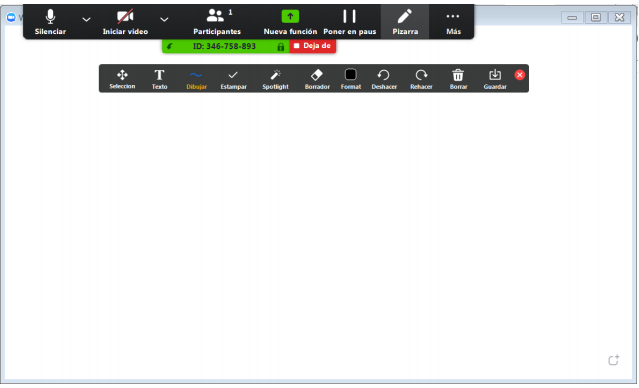 Silenciar Iniciar video Participantes 1 Nueva función Poner en paus Pizarra Más
ID: 346-758-893 Deja de
Seleccion Texto Dibujar Estampar Spotlight Borrador Format Deshacer Rehacer Borrar Guardar